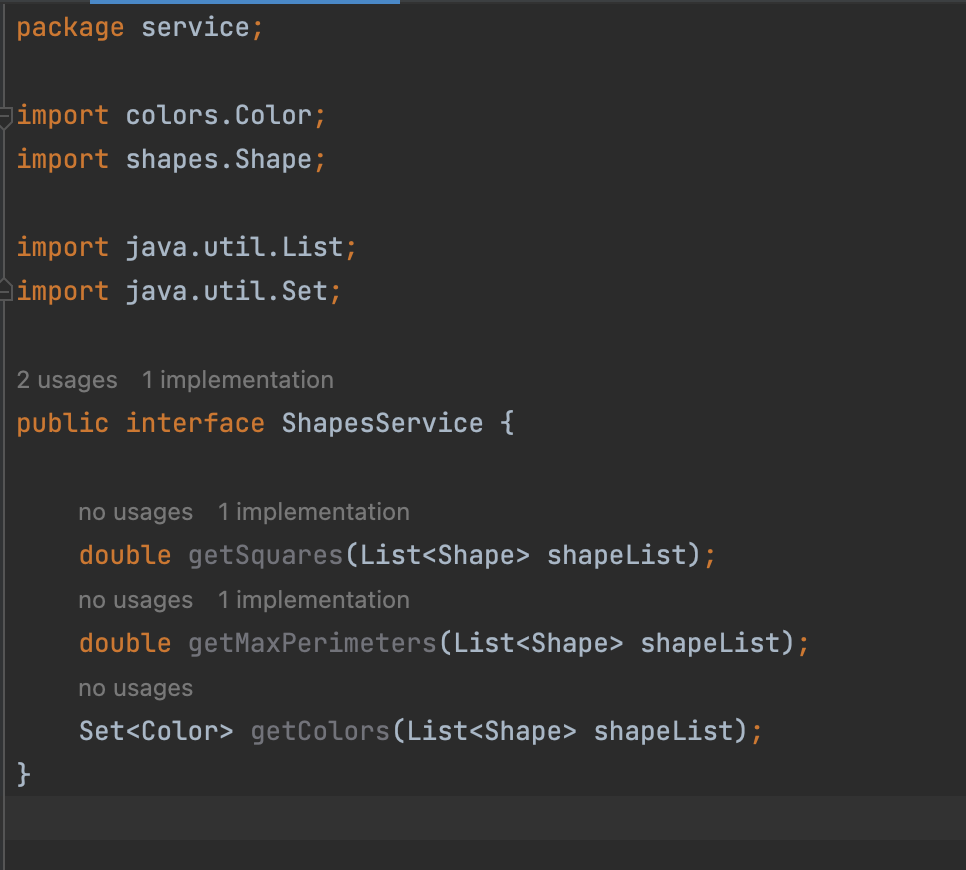 package service;
import colors.Color;
import shapes.Shape;
import java.util.List;
import java.util.Set;
2 usages 1 implementation
public interface ShapesService {
no usages 1 implementation
double getSquares(List<Shape> shapeList);
no usages 1 implementation
double getMaxPerimeters(List<Shape> shapeList);
no usages
Set<Color> getColors(List<Shape> shapeList);
}